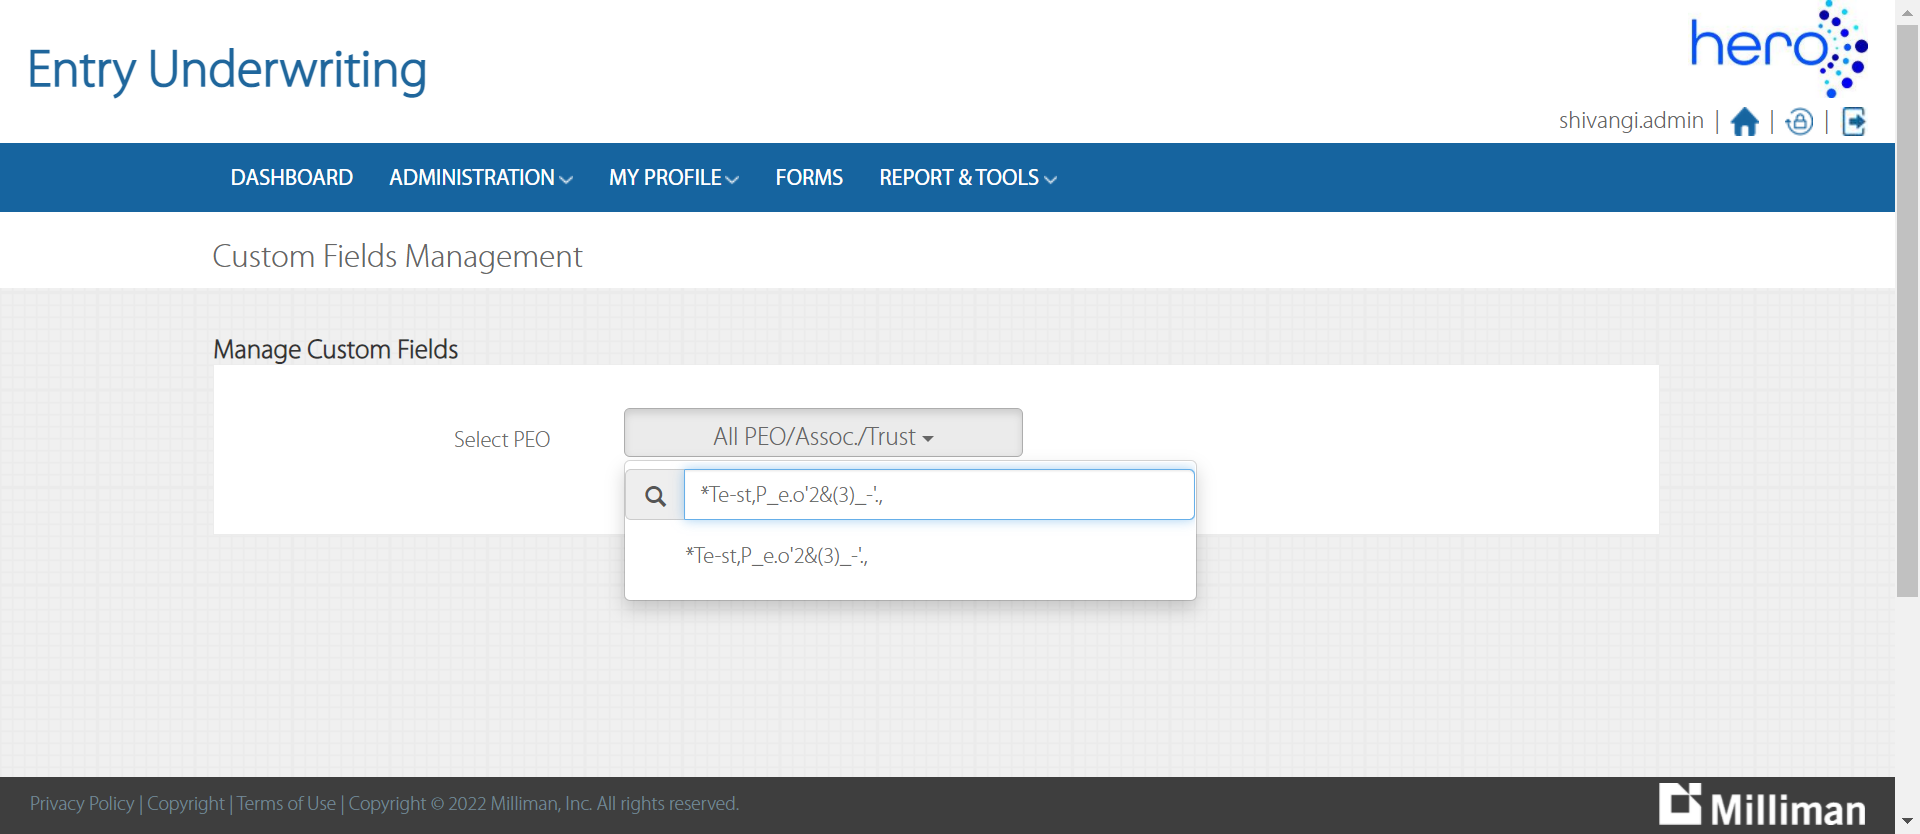 hero
Entry Underwriting
shivangi.admin | | |
DASHBOARD ADMINISTRATION MY PROFILE FORMS REPORT & TOOLS
Custom Fields Management
Manage Custom Fields
Select PEO All PEO/Assoc./Trust
*Te-st,P_e.o'2&(3)_-'.,
*Te-st,P_e.o'2&(3)_-'.,
Privacy Policy | Copyright | Terms of Use | Copyright © 2022 Milliman, Inc. All rights reserved.
Milliman